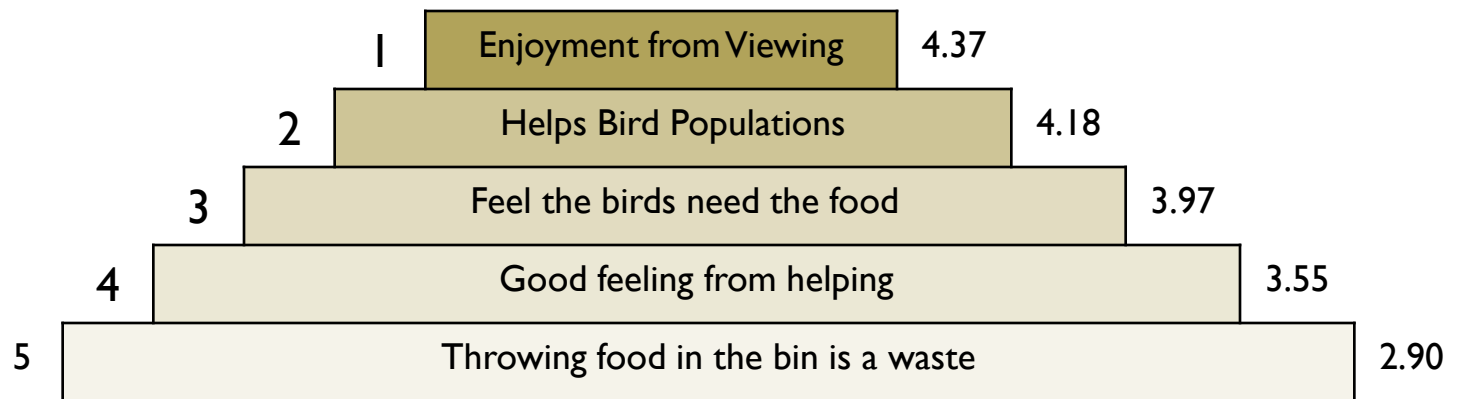 1 Enjoyment from Viewing 4.37
2 Helps Bird Populations 4.18
3 Feel the birds need the food 3.97
4 Good feeling from helping 3.55
5 Throwing food in the bin is a waste 2.90